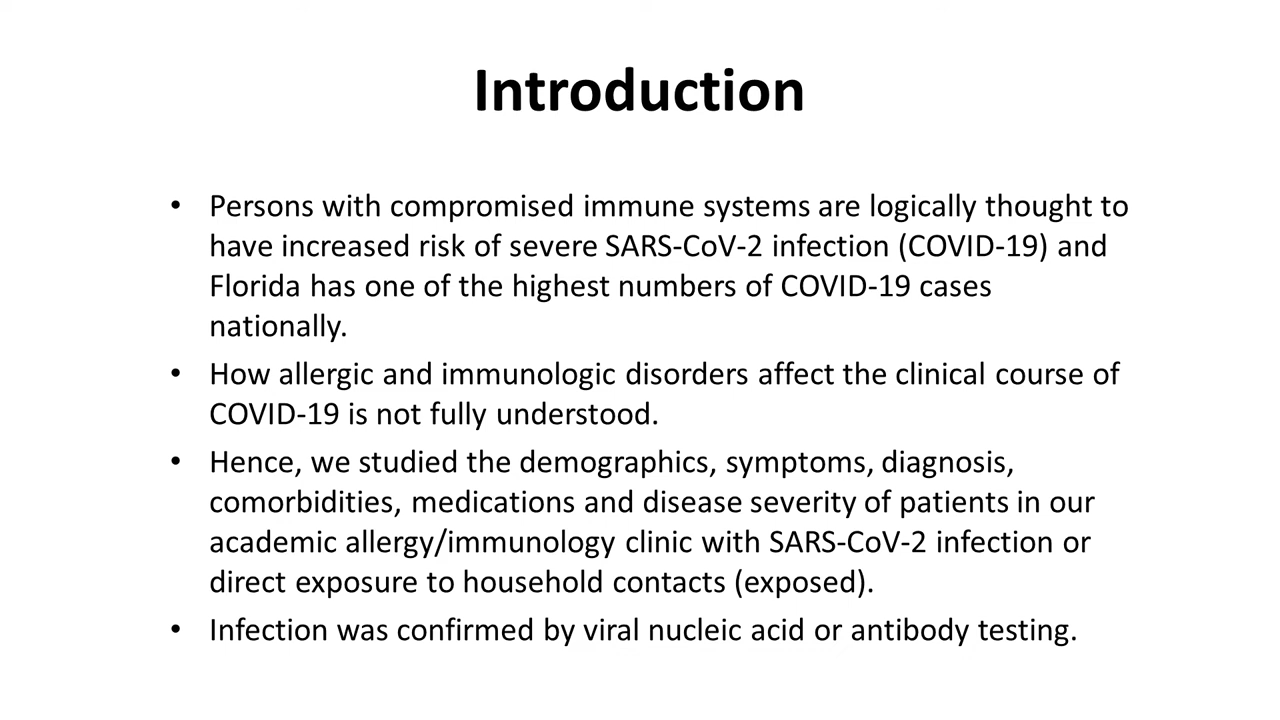 Introduction
• Persons with compromised immune systems are logically thought to
have increased risk of severe SARS-CoV-2 infection (COVID-19) and
Florida has one of the highest numbers of COVID-19 cases
nationally.
• How allergic and immunologic disorders affect the clinical course of
COVID-19 is not fully understood.
• Hence, we studied the demographics, symptoms, diagnosis,
comorbidities, medications and disease severity of patients in our
academic allergy/immunology clinic with SARS-CoV-2 infection or
direct exposure to household contacts (exposed).
• Infection was confirmed by viral nucleic acid or antibody testing.